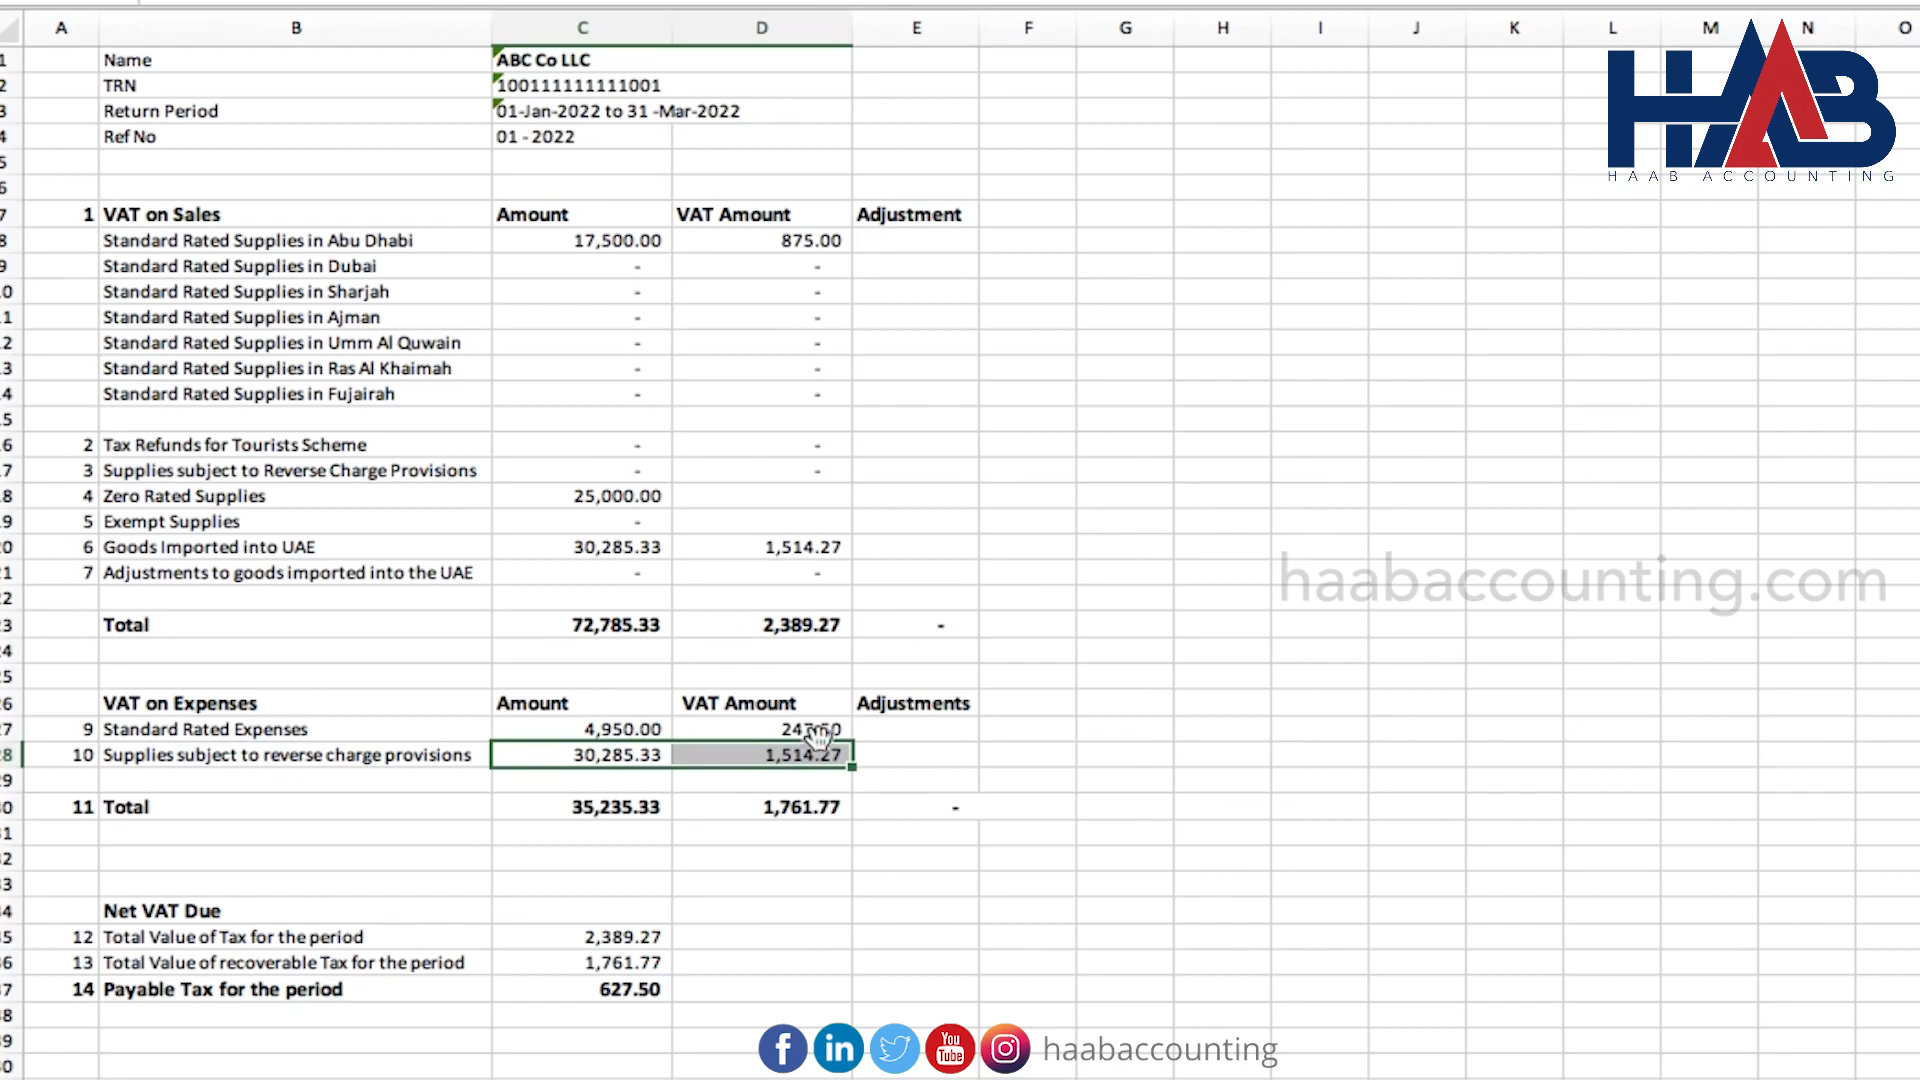 A B C D E F G H I J K L M N O
Name ABC Co LLC
TRN 100111111111001
Return Period 01-Jan-2022 to 31 -Mar-2022
Ref No 01 - 2022
HAAB
HAAB ACCOUNTING
1 VAT on Sales Amount VAT Amount Adjustment
Standard Rated Supplies in Abu Dhabi 17,500.00 875.00
Standard Rated Supplies in Dubai - -
Standard Rated Supplies in Sharjah - -
Standard Rated Supplies in Ajman - -
Standard Rated Supplies in Umm Al Quwain - -
Standard Rated Supplies in Ras Al Khaimah - -
Standard Rated Supplies in Fujairah - -
2 Tax Refunds for Tourists Scheme - -
3 Supplies subject to Reverse Charge Provisions - -
4 Zero Rated Supplies 25,000.00
5 Exempt Supplies -
6 Goods Imported into UAE 30,285.33 1,514.27
7 Adjustments to goods imported into the UAE - -
haabaccounting.com
Total 72,785.33 2,389.27 -
VAT on Expenses Amount VAT Amount Adjustments
9 Standard Rated Expenses 4,950.00
10 Supplies subject to reverse charge provisions 30,285.33 1,514.27
11 Total 35,235.33 1,761.77 -
Net VAT Due
12 Total Value of Tax for the period 2,389.27
13 Total Value of recoverable Tax for the period 1,761.77
14 Payable Tax for the period 627.50
f in You Tube haabaccounting